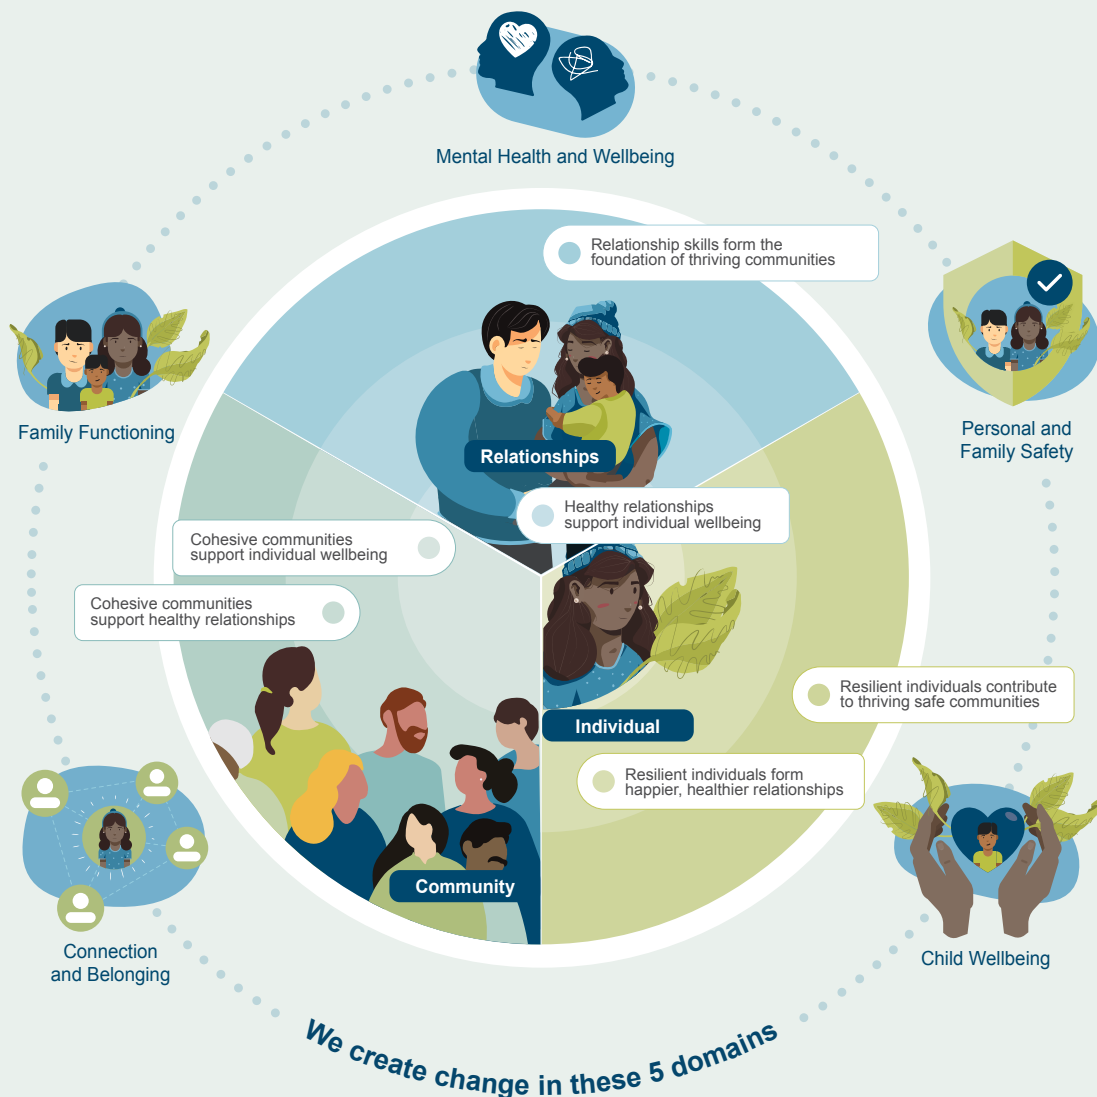 Mental Health and Wellbeing
Relationship skills form the
foundation of thriving communities
Family Functioning
Personal and
Family Safety
Relationships
Healthy relationships
support individual wellbeing
Cohesive communities
support individual wellbeing
Cohesive communities
support healthy relationships
Resilient individuals contribute
to thriving safe communities
Individual
Resilient individuals form
happier, healthier relationships
Community
Connection
and Belonging
Child Wellbeing
We create change in these 5 domains